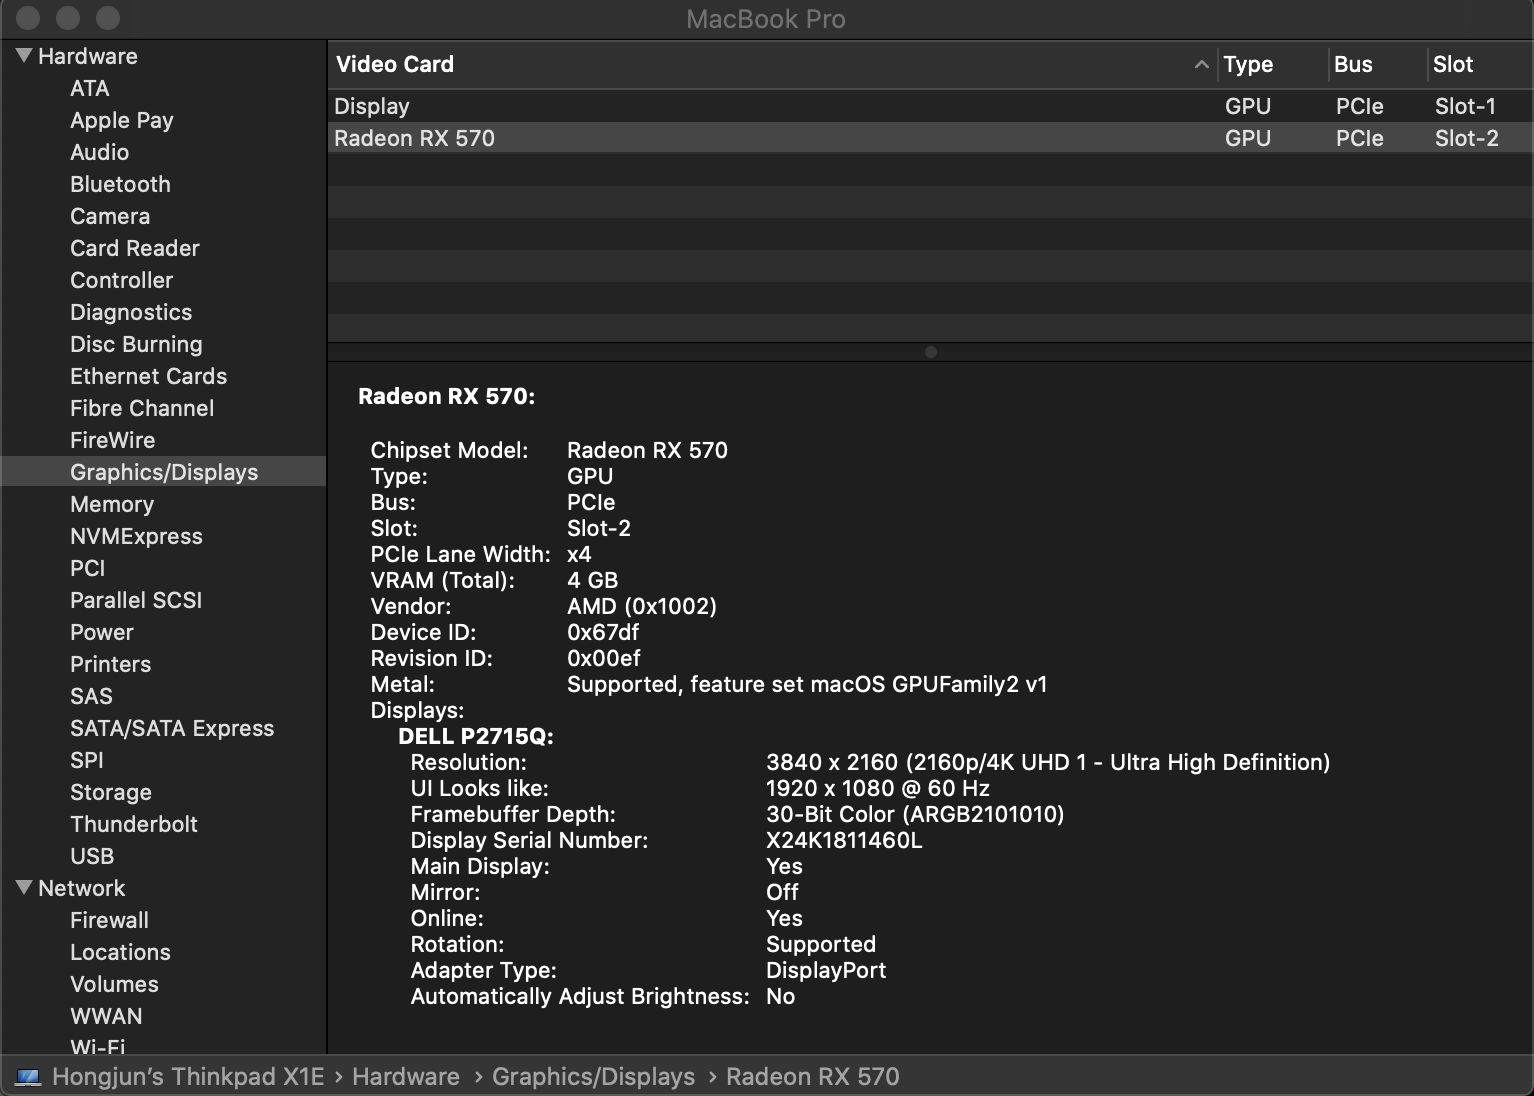 MacBook Pro
Hardware
ATA
Apple Pay
Audio
Bluetooth
Camera
Card Reader
Controller
Diagnostics
Disc Burning
Ethernet Cards
Fibre Channel
FireWire
Graphics/Displays
Memory
NVMExpress
PCI
Parallel SCSI
Power
Printers
SAS
SATA/SATA Express
SPI
Storage
Thunderbolt
USB
Network
Firewall
Locations
Volumes
WWAN
Wi-Fi
Video Card Type Bus Slot
Display GPU PCIe Slot-1
Radeon RX 570 GPU PCIe Slot-2
Radeon RX 570:
Chipset Model: Radeon RX 570
Type: GPU
Bus: PCIe
Slot: Slot-2
PCIe Lane Width: x4
VRAM (Total): 4 GB
Vendor: AMD (0x1002)
Device ID: 0x67df
Revision ID: 0x00ef
Metal: Supported, feature set macOS GPUFamily2 v1
Displays:
DELL P2715Q:
Resolution: 3840 x 2160 (2160p/4K UHD 1 - Ultra High Definition)
UI Looks like: 1920 x 1080 @ 60 Hz
Framebuffer Depth: 30-Bit Color (ARGB2101010)
Display Serial Number: X24K1811460L
Main Display: Yes
Mirror: Off
Online: Yes
Rotation: Supported
Adapter Type: DisplayPort
Automatically Adjust Brightness: No
Hongjun's Thinkpad X1E › Hardware › Graphics/Displays › Radeon RX 570